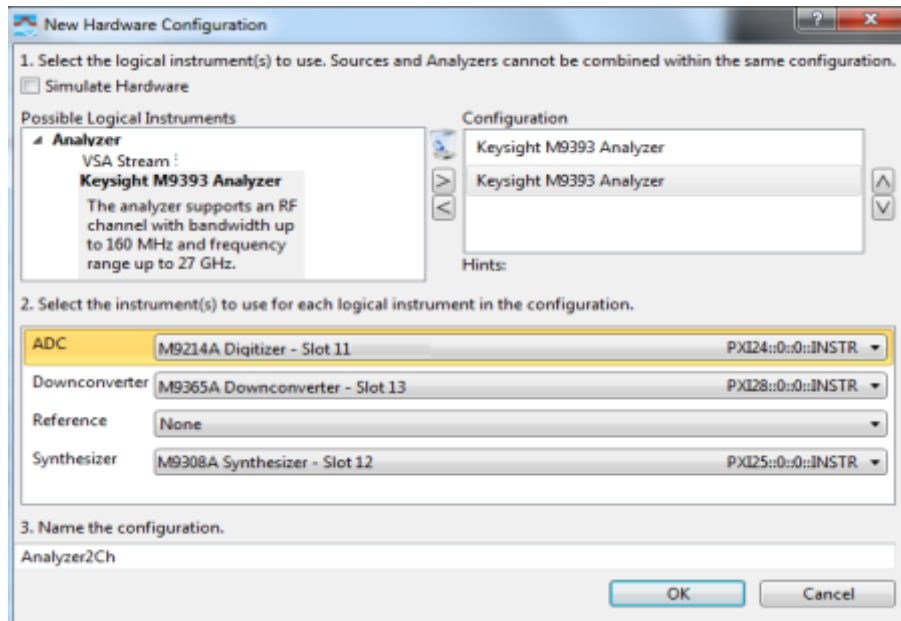 New Hardware Configuration
1. Select the logical instrument(s) to use. Sources and Analyzers cannot be combined within the same configuration.
Simulate Hardware
Possible Logical Instruments
Analyzer
VSA Stream
Keysight M9393 Analyzer
The analyzer supports an RF
channel with bandwidth up
to 160 MHz and frequency
range up to 27 GHz.
>
<
Configuration
Keysight M9393 Analyzer
Keysight M9393 Analyzer
Hints:
2. Select the instrument(s) to use for each logical instrument in the configuration.
ADC M9214A Digitizer - Slot 11 PXI24::0::0::INSTR
Downconverter M9365A Downconverter - Slot 13 PXI28::0::0::INSTR
Reference None
Synthesizer M9308A Synthesizer - Slot 12 PXI25::0::0::INSTR
3. Name the configuration.
Analyzer2Ch
OK Cancel